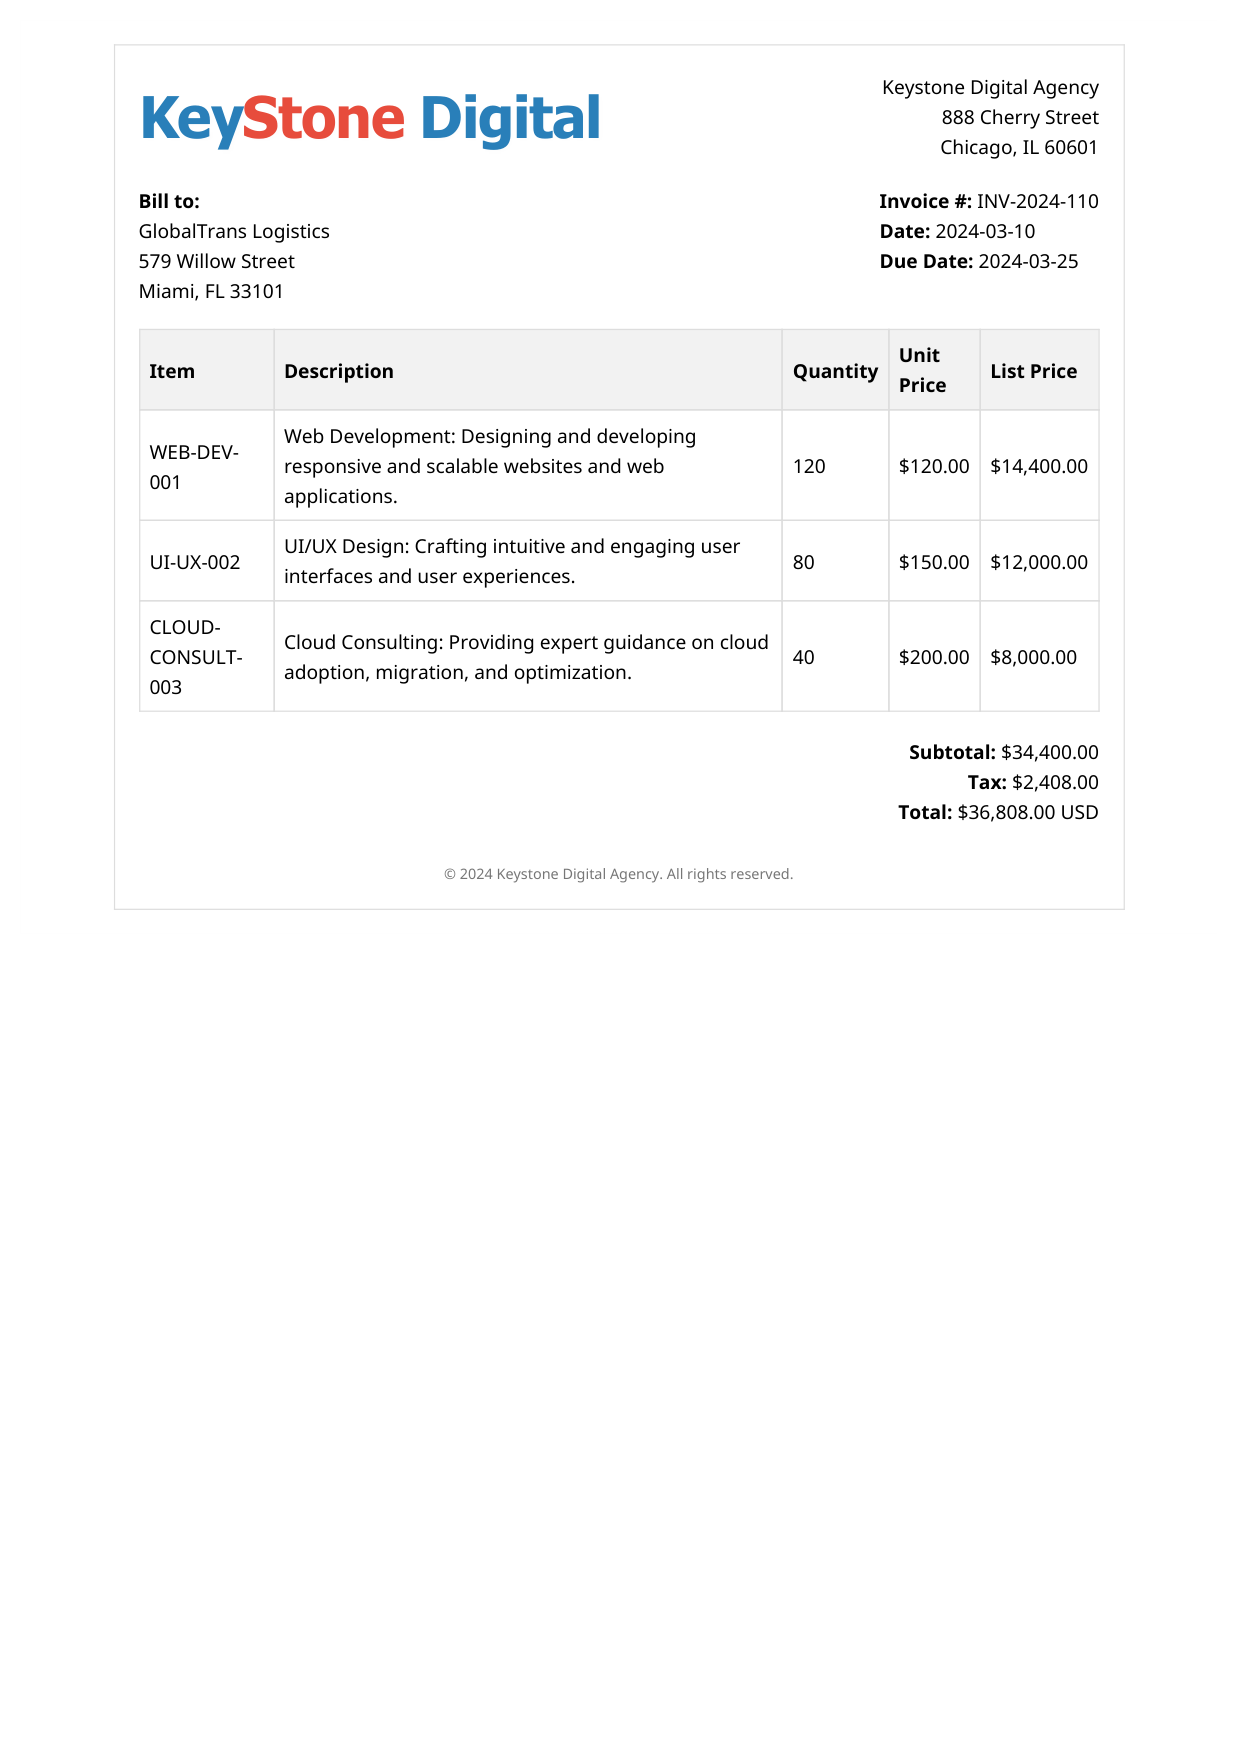 KeyStone Digital
Keystone Digital Agency
888 Cherry Street
Chicago, IL 60601
Bill to:
GlobalTrans Logistics
579 Willow Street
Miami, FL 33101
Invoice #: INV-2024-110
Date: 2024-03-10
Due Date: 2024-03-25
Item Description Quantity Unit Price List Price
WEB-DEV-
001
Web Development: Designing and developing
responsive and scalable websites and web
applications.
120 $120.00 $14,400.00
UI-UX-002
UI/UX Design: Crafting intuitive and engaging user
interfaces and user experiences.
80 $150.00 $12,000.00
CLOUD-
CONSULT-
003
Cloud Consulting: Providing expert guidance on cloud
adoption, migration, and optimization.
40 $200.00 $8,000.00
Subtotal: $34,400.00
Tax: $2,408.00
Total: $36,808.00 USD
© 2024 Keystone Digital Agency. All rights reserved.